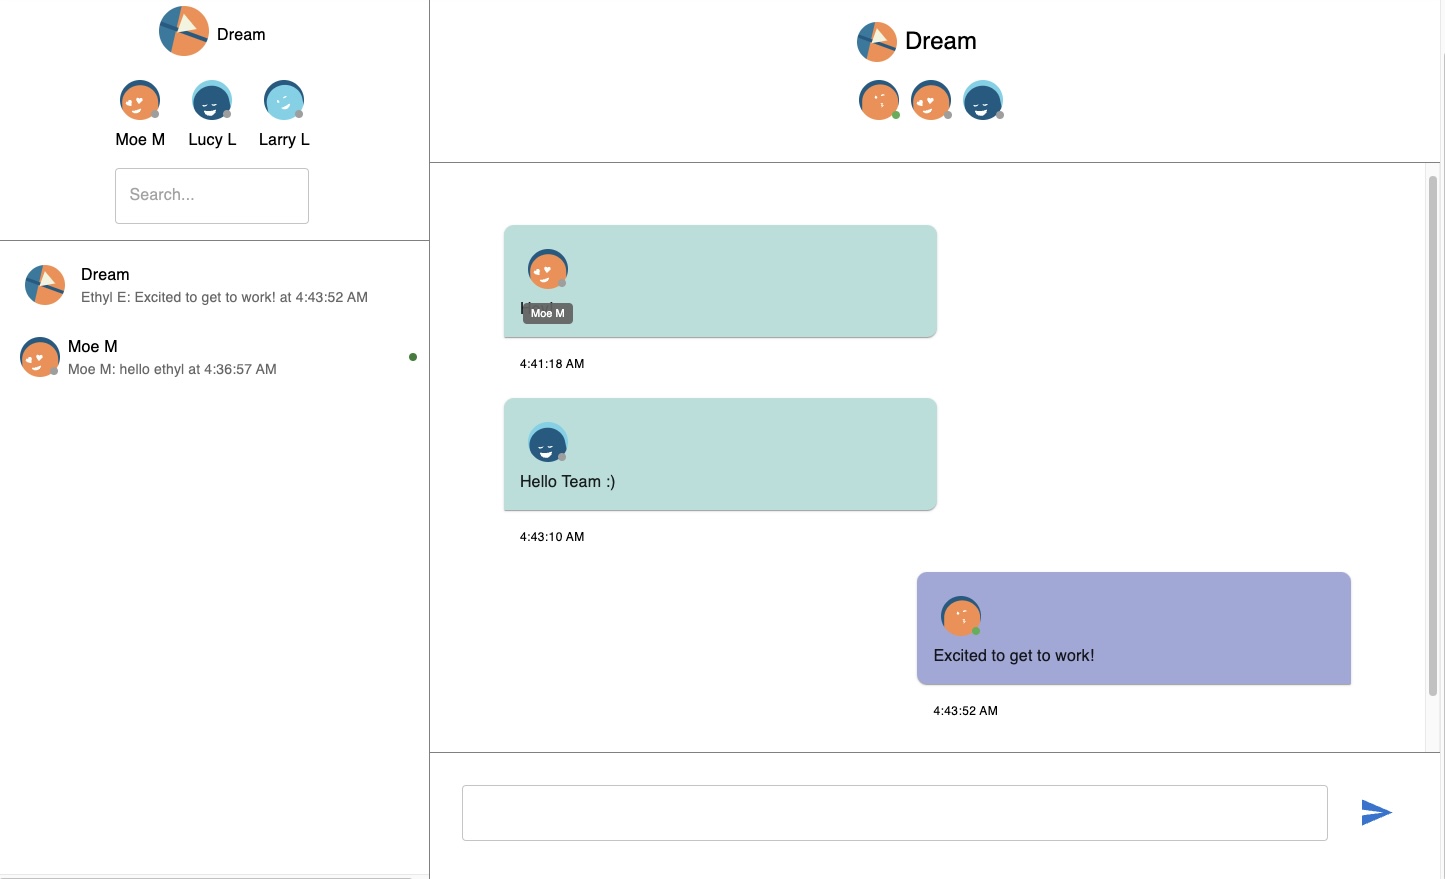 Dream
Moe M Lucy L Larry L
Search...
Dream
Ethyl E: Excited to get to work! at 4:43:52 AM
Moe M
Moe M: hello ethyl at 4:36:57 AM
Dream
Moe M
4:41:18 AM
Hello Team :)
4:43:10 AM
Excited to get to work!
4:43:52 AM